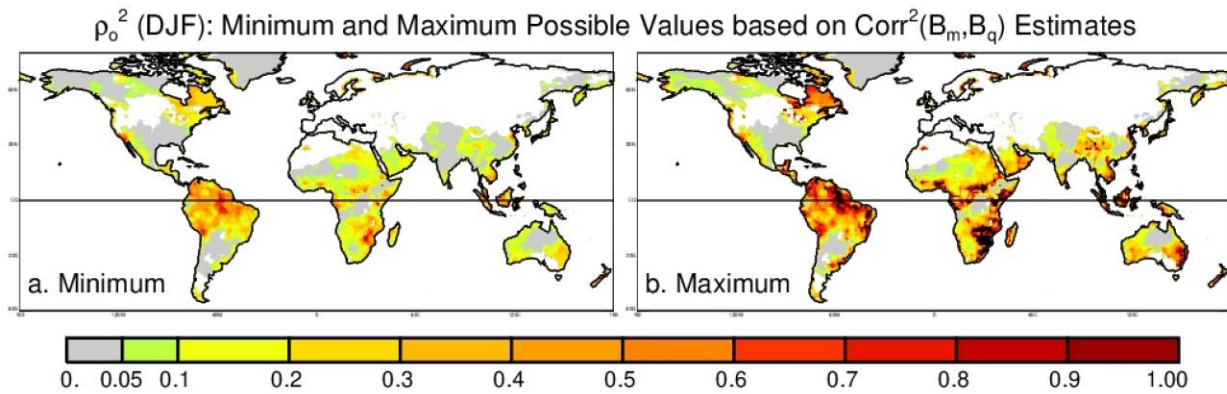 ρₒ² (DJF): Minimum and Maximum Possible Values based on Corr²(Bₘ,B_q) Estimates
a. Minimum
b. Maximum
0. 0.05 0.1 0.2 0.3 0.4 0.5 0.6 0.7 0.8 0.9 1.00